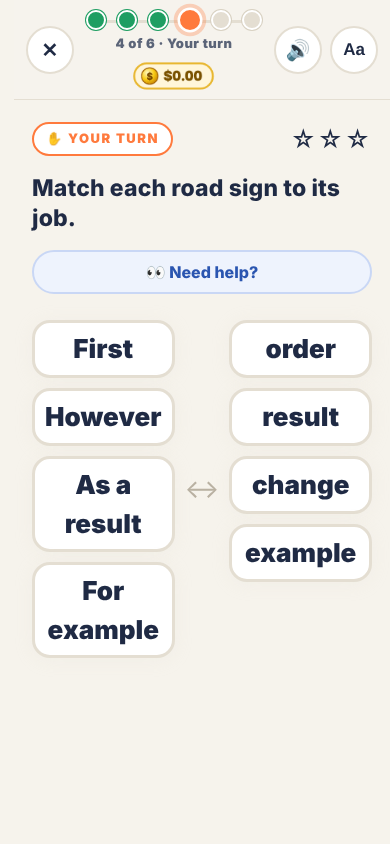 4 of 6 · Your turn
$ $0.00
Aa
YOUR TURN
Match each road sign to its
job.
Need help?
First
order
However
result
As a
result
change
For
example
example